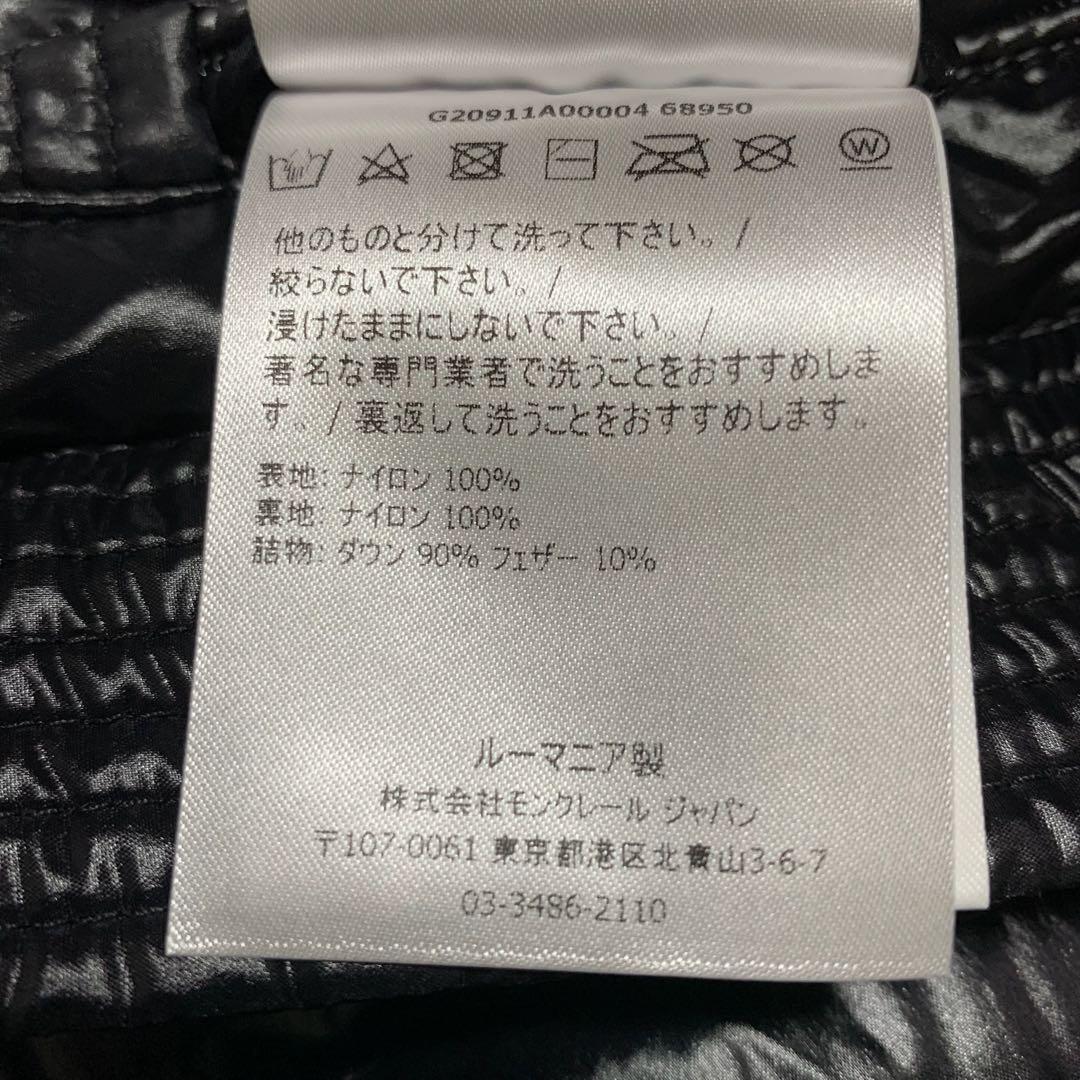 G20911A00004 68950
W
他のものと分けて洗って下さい。/
絞らないで下さい。/
浸けたままにしないで下さい。/
著名な専門業者で洗うことをおすすめしま
す。/ 裏返して洗うことをおすすめします。
表地: ナイロン 100%
裏地: ナイロン 100%
詰物: ダウン 90% フェザー 10%
ルーマニア製
株式会社モンクレール ジャパン
〒107-0061 東京都港区北青山3-6-7
03-3486-2110